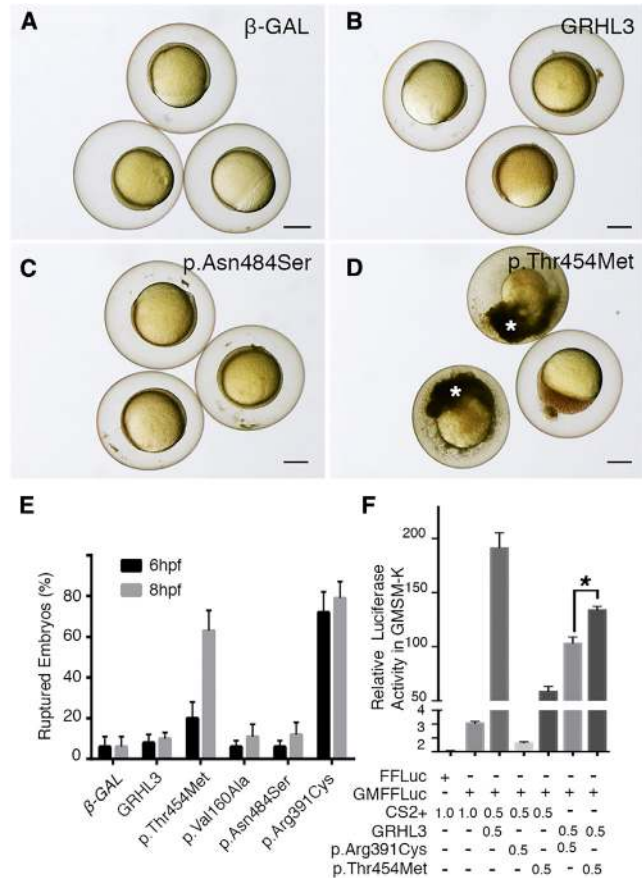 A
β-GAL
B
GRHL3
C
p.Asn484Ser
D
p.Thr454Met
*
*
E
Ruptured Embryos (%)
80
60
40
20
0
6hpf
8hpf
β-GAL
GRHL3
p.Thr454Met
p.Val160Ala
p.Asn484Ser
p.Arg391Cys
F
Relative Luciferase
Activity in GMSM-K
200
150
100
50
4
3
2
*
FFLuc + - - - - - -
GMFFLuc - + + + + + +
CS2+ 1.0 1.0 0.5 0.5 0.5 - -
GRHL3 - - 0.5 - - 0.5 0.5
p.Arg391Cys - - - 0.5 - 0.5 -
p.Thr454Met - - - - 0.5 - 0.5